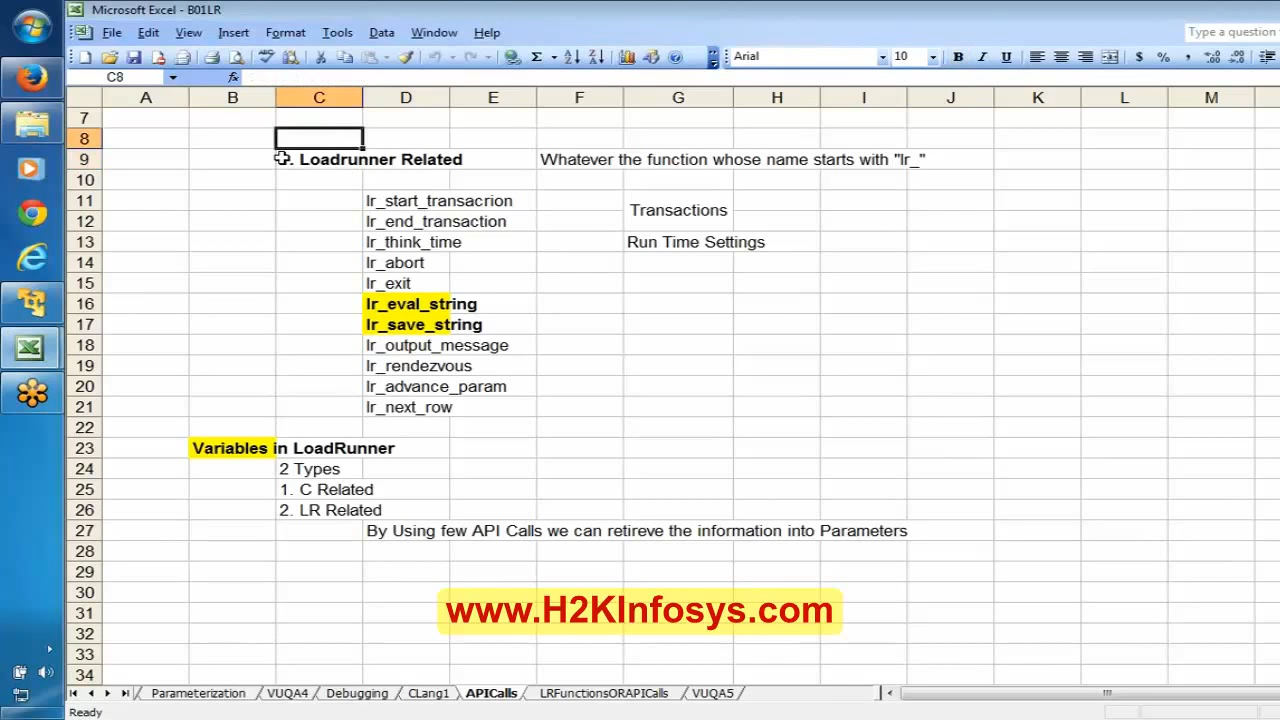 Microsoft Excel - B01LR
File Edit View Insert Format Tools Data Window Help
Type a question
Arial 10 B I U $ % ,
C8 fx
A B C D E F G H I J K L M
7
8
9 . Loadrunner Related Whatever the function whose name starts with "lr_"
10
11 lr_start_transacrion
Transactions
12 lr_end_transaction
13 lr_think_time Run Time Settings
14 lr_abort
15 lr_exit
16 lr_eval_string
17 lr_save_string
18 lr_output_message
19 lr_rendezvous
20 lr_advance_param
21 lr_next_row
22
23 Variables in LoadRunner
24 2 Types
25 1. C Related
26 2. LR Related
27 By Using few API Calls we can retireve the information into Parameters
28
29
30
www.H2KInfosys.com
31
32
33
34
Parameterization VUQA4 Debugging CLang1 APICalls LRFunctionsORAPICalls VUQA5
Ready